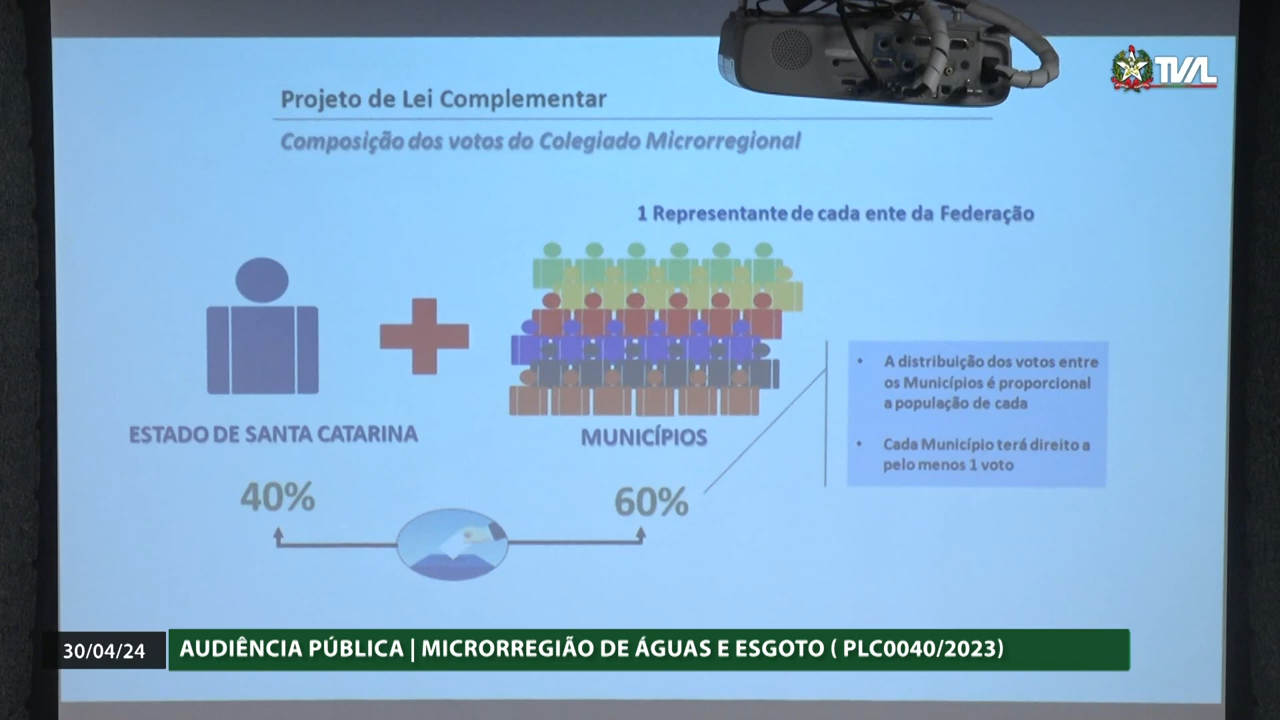 TVAL
Projeto de Lei Complementar
Composição dos votos do Colegiado Microrregional
1 Representante de cada ente da Federação
ESTADO DE SANTA CATARINA
MUNICÍPIOS
40%
60%
• A distribuição dos votos entre
os Municípios é proporcional
a população de cada
• Cada Município terá direito a
pelo menos 1 voto
30/04/24
AUDIÊNCIA PÚBLICA | MICRORREGIÃO DE ÁGUAS E ESGOTO ( PLC0040/2023)